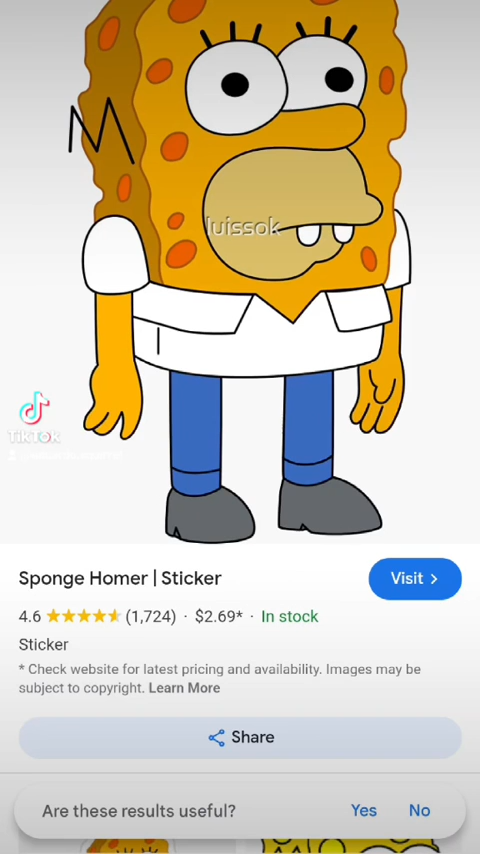 luissok
TikTok
Sponge Homer | Sticker
Visit >
4.6 (1,724) · $2.69* · In stock
Sticker
* Check website for latest pricing and availability. Images may be
subject to copyright. Learn More
Share
Are these results useful? Yes No